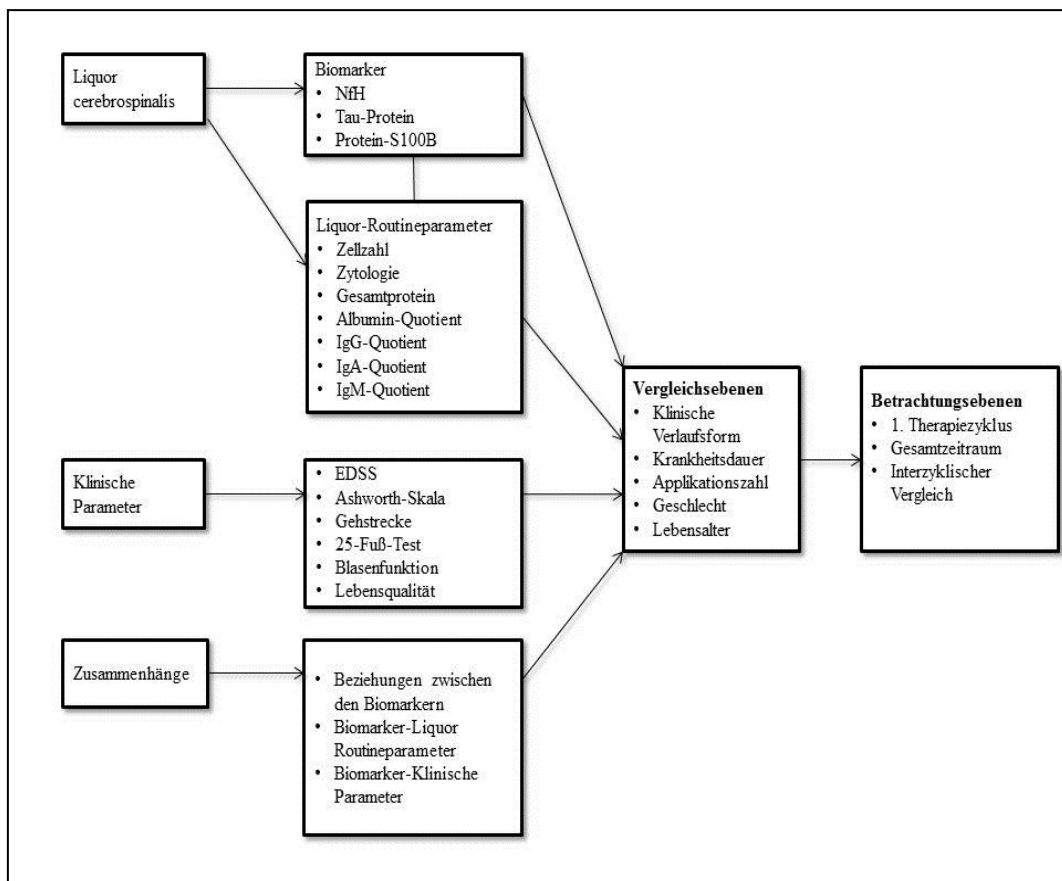 Liquor
cerebrospinalis
Biomarker
• NfH
• Tau-Protein
• Protein-S100B
Liquor-Routineparameter
• Zellzahl
• Zytologie
• Gesamtprotein
• Albumin-Quotient
• IgG-Quotient
• IgA-Quotient
• IgM-Quotient
Klinische
Parameter
• EDSS
• Ashworth-Skala
• Gehstrecke
• 25-Fuß-Test
• Blasenfunktion
• Lebensqualität
Zusammenhänge
• Beziehungen zwischen
den Biomarkern
• Biomarker-Liquor
Routineparameter
• Biomarker-Klinische
Parameter
Vergleichsebenen
• Klinische
Verlaufsform
• Krankheitsdauer
• Applikationszahl
• Geschlecht
• Lebensalter
Betrachtungsebenen
• 1. Therapiezyklus
• Gesamtzeitraum
• Interzyklischer
Vergleich